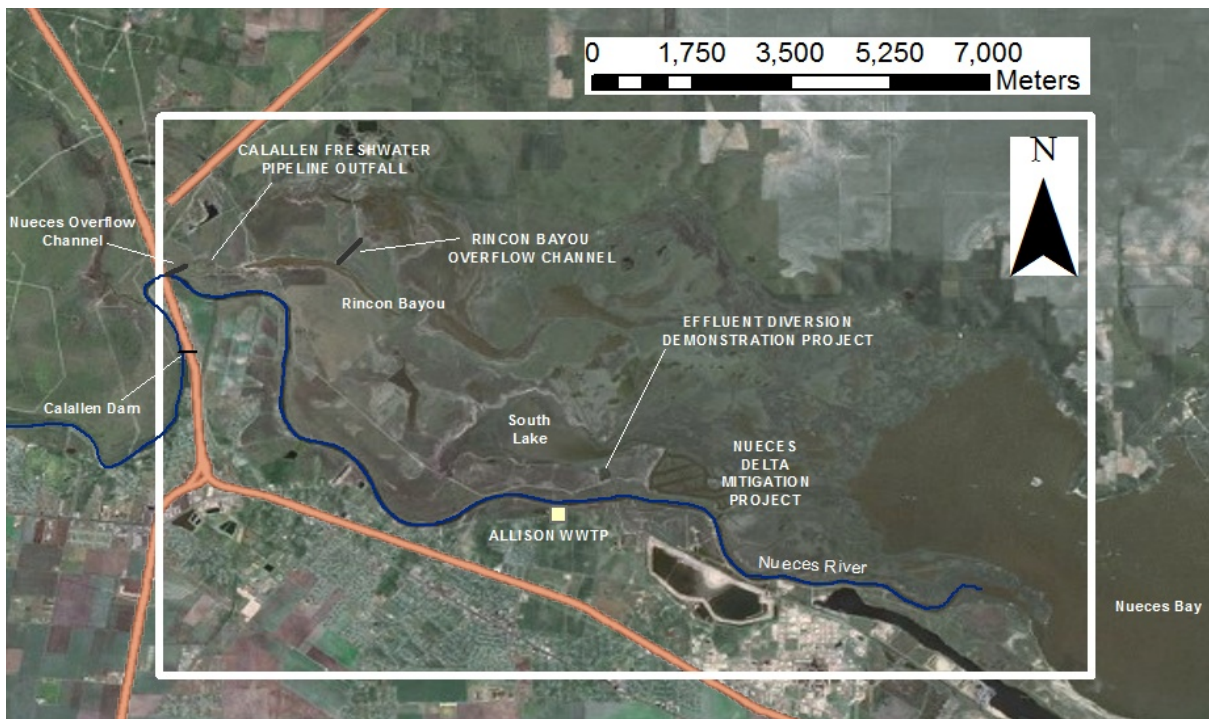 0 1,750 3,500 5,250 7,000
Meters
N
CALALLEN FRESHWATER
PIPELINE OUTFALL
Nueces Overflow
Channel
RINCON BAYOU
OVERFLOW CHANNEL
Rincon Bayou
EFFLUENT DIVERSION
DEMONSTRATION PROJECT
Calallen Dam
South
Lake
NUECES
DELTA
MITIGATION
PROJECT
ALLISON WWTP
Nueces River
Nueces Bay